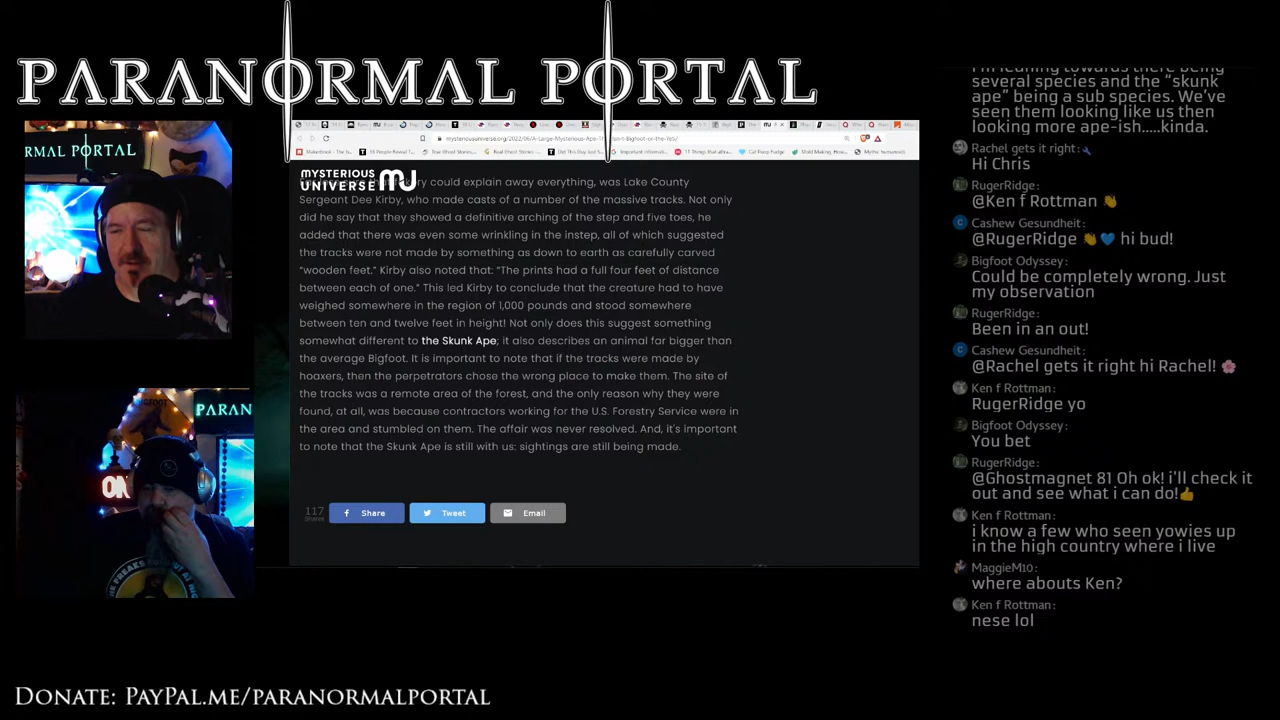 PARANORMAL PORTAL
RMAL PORTAL
mysteriousuniverse.org/2022/06/A-Large-Mysterious-Ape-
MYSTERIOUS
UNIVERSE
could explain away everything, was Lake County
Sergeant Dee Kirby, who made casts of a number of the massive tracks. Not only
did he say that they showed a definitive arching of the step and five toes, he
added that there was even some wrinkling in the instep, all of which suggested
the tracks were not made by something as down to earth as carefully carved
“wooden feet.” Kirby also noted that: “The prints had a full four feet of distance
between each of one.” This led Kirby to conclude that the creature had to have
weighed somewhere in the region of 1,000 pounds and stood somewhere
between ten and twelve feet in height! Not only does this suggest something
somewhat different to the Skunk Ape; it also describes an animal far bigger than
the average Bigfoot. It is important to note that if the tracks were made by
hoaxers, then the perpetrators chose the wrong place to make them. The site of
the tracks was a remote area of the forest, and the only reason why they were
found, at all, was because contractors working for the U.S. Forestry Service were in
the area and stumbled on them. The affair was never resolved. And, it's important
to note that the Skunk Ape is still with us: sightings are still being made.
117
Shares
Share
Tweet
Email
PARAN
ON
I'm leaning towards there being
several species and the “skunk
ape” being a sub species. We've
seen them looking like us then
looking more ape-ish.....kinda.
Rachel gets it right:
Hi Chris
RugerRidge:
@Ken f Rottman 👋
Cashew Gesundheit:
@RugerRidge 👋💙 hi bud!
Bigfoot Odyssey:
Could be completely wrong. Just
my observation
RugerRidge:
Been in an out!
Cashew Gesundheit:
@Rachel gets it right hi Rachel! 🌸
Ken f Rottman:
RugerRidge yo
Bigfoot Odyssey:
You bet
RugerRidge:
@Ghostmagnet 81 Oh ok! i'll check it
out and see what i can do!👍
Ken f Rottman:
i know a few who seen yowies up
in the high country where i live
MaggieM10:
where abouts Ken?
Ken f Rottman:
nese lol
DONATE: PAYPAL.ME/PARANORMALPORTAL